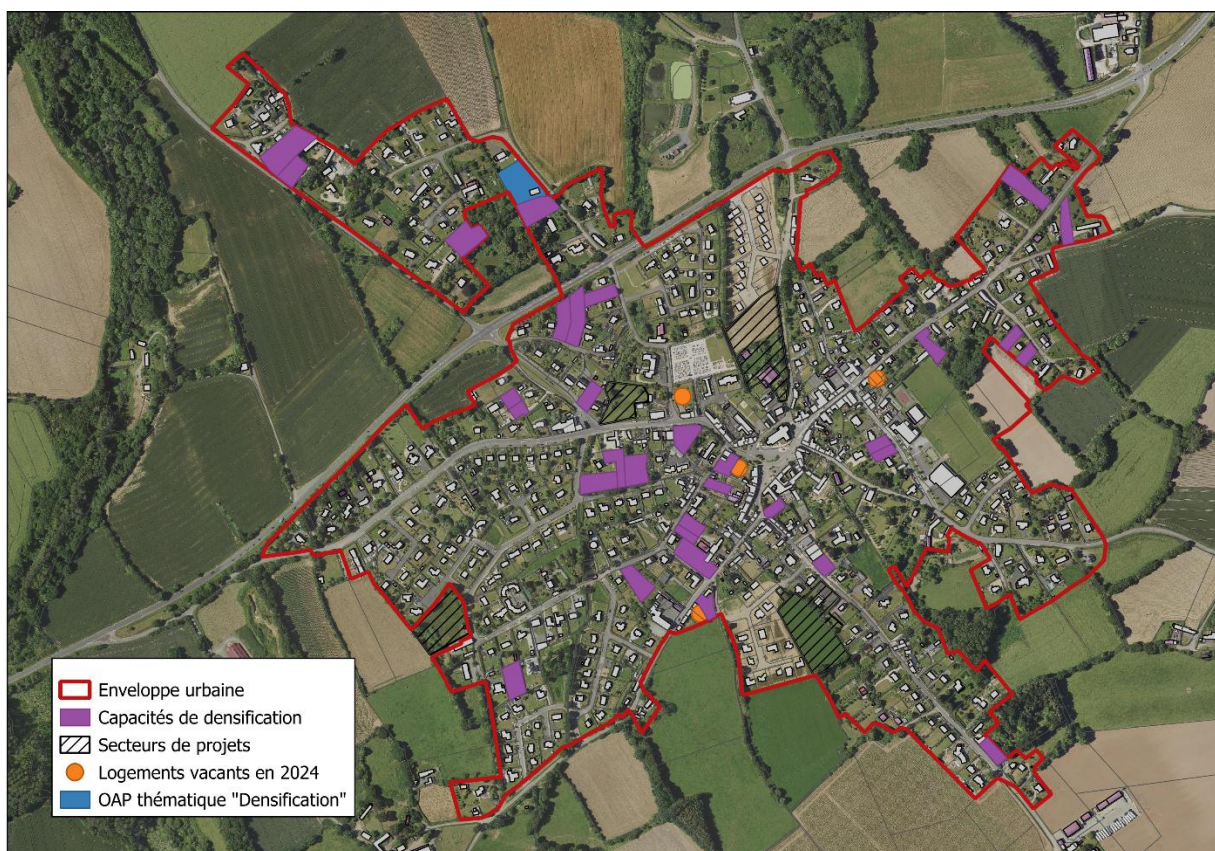 Enveloppe urbaine
Capacités de densification
Secteurs de projets
Logements vacants en 2024
OAP thématique "Densification"